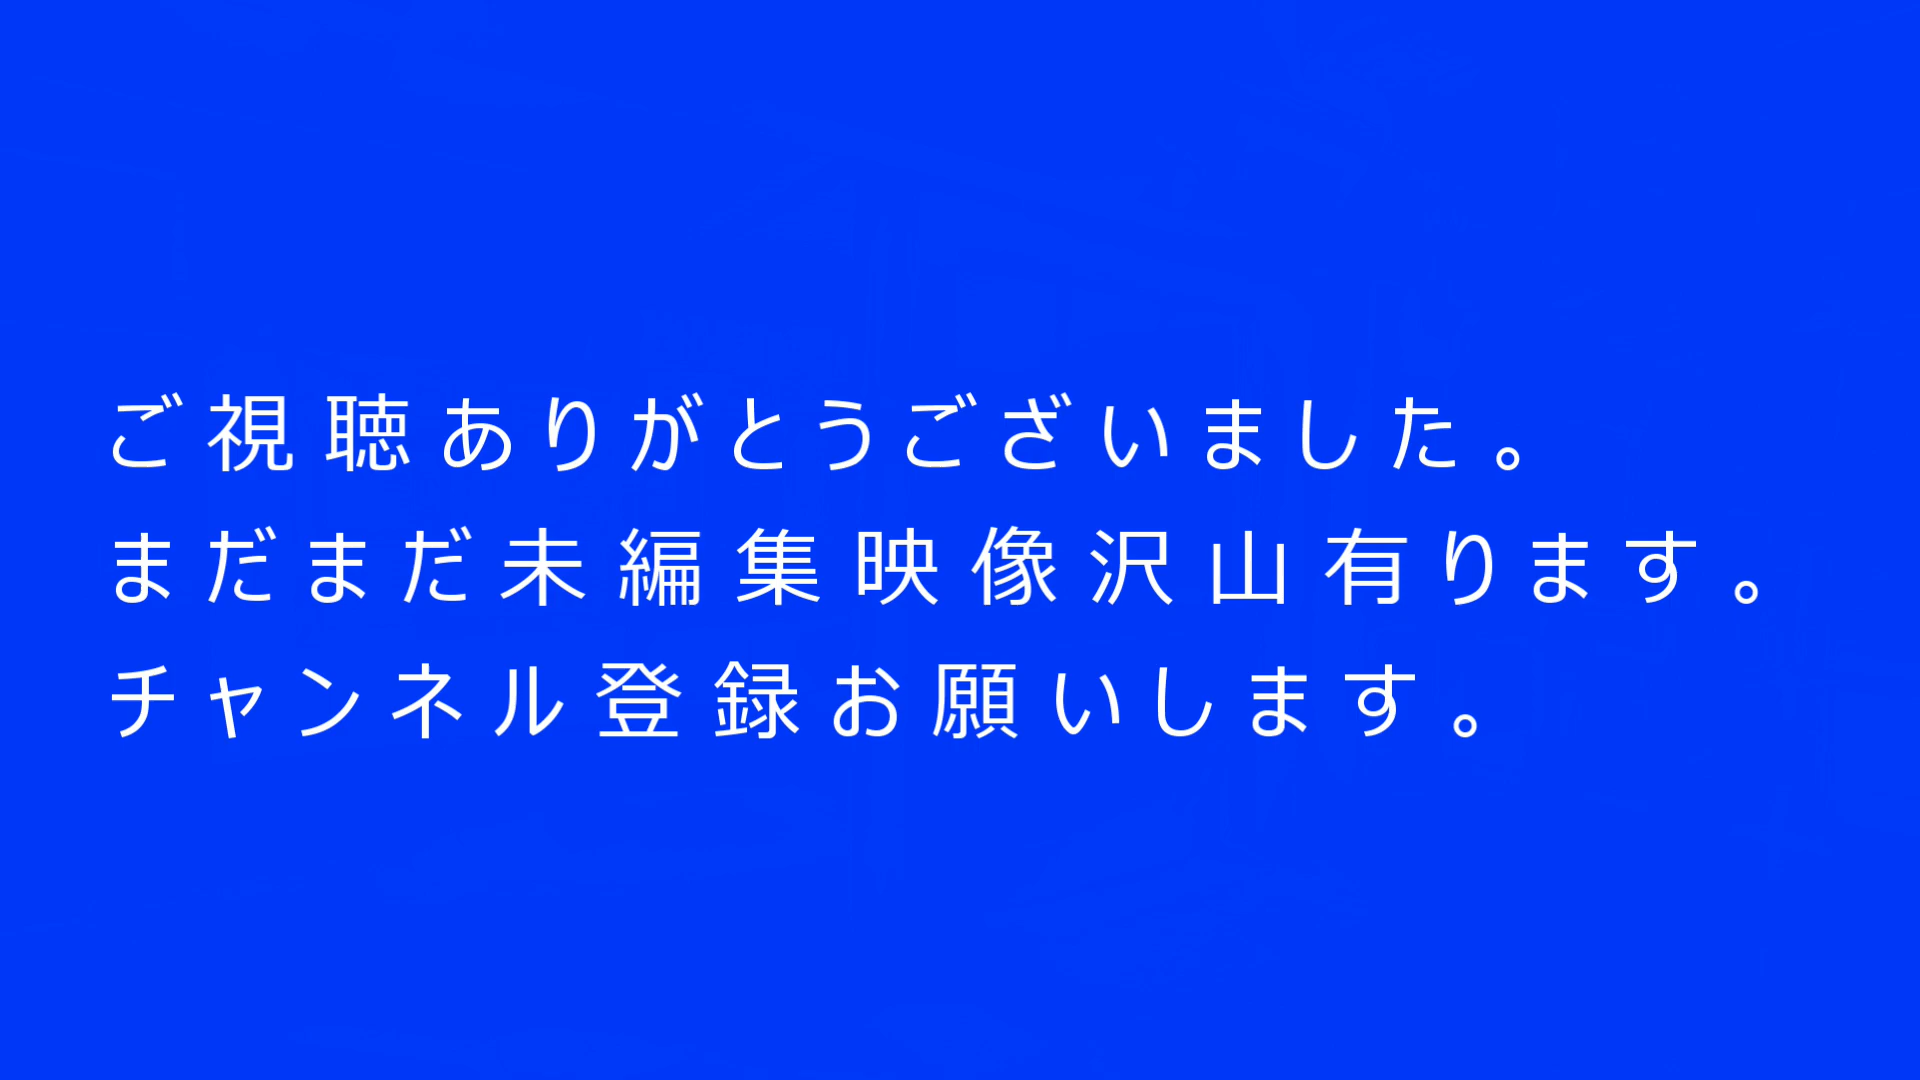 ご視聴ありがとうございました。
まだまだ未編集映像沢山有ります。
チャンネル登録お願いします。